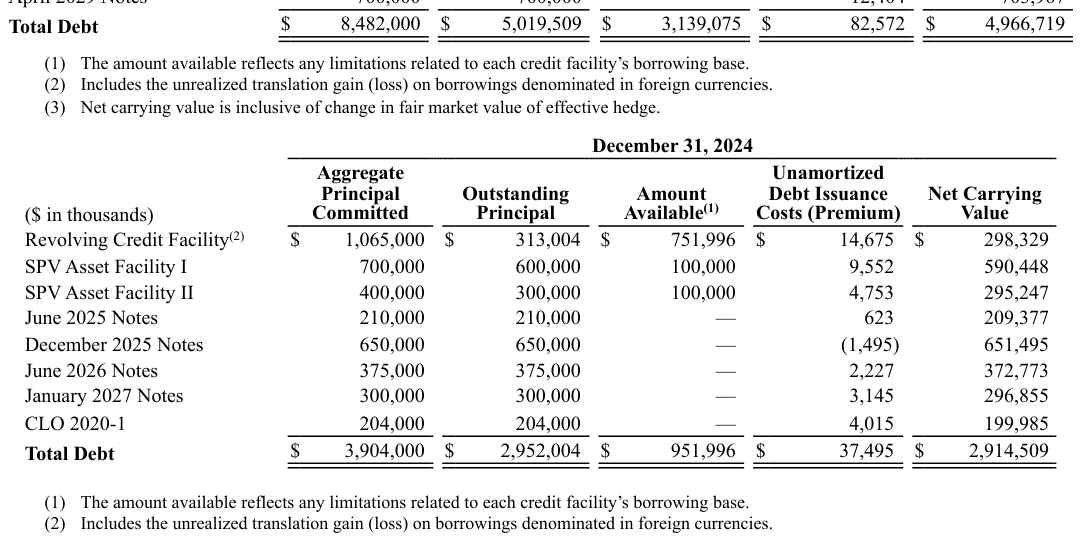 Total Debt $ 8,482,000 $ 5,019,509 $ 3,139,075 $ 82,572 $ 4,966,719
(1) The amount available reflects any limitations related to each credit facility’s borrowing base.
(2) Includes the unrealized translation gain (loss) on borrowings denominated in foreign currencies.
(3) Net carrying value is inclusive of change in fair market value of effective hedge.
December 31, 2024
Aggregate Unamortized
Principal Outstanding Amount Debt Issuance Net Carrying
($ in thousands) Committed Principal Available(1) Costs (Premium) Value
Revolving Credit Facility(2) $ 1,065,000 $ 313,004 $ 751,996 $ 14,675 $ 298,329
SPV Asset Facility I 700,000 600,000 100,000 9,552 590,448
SPV Asset Facility II 400,000 300,000 100,000 4,753 295,247
June 2025 Notes 210,000 210,000 — 623 209,377
December 2025 Notes 650,000 650,000 — (1,495) 651,495
June 2026 Notes 375,000 375,000 — 2,227 372,773
January 2027 Notes 300,000 300,000 — 3,145 296,855
CLO 2020-1 204,000 204,000 — 4,015 199,985
Total Debt $ 3,904,000 $ 2,952,004 $ 951,996 $ 37,495 $ 2,914,509
(1) The amount available reflects any limitations related to each credit facility’s borrowing base.
(2) Includes the unrealized translation gain (loss) on borrowings denominated in foreign currencies.